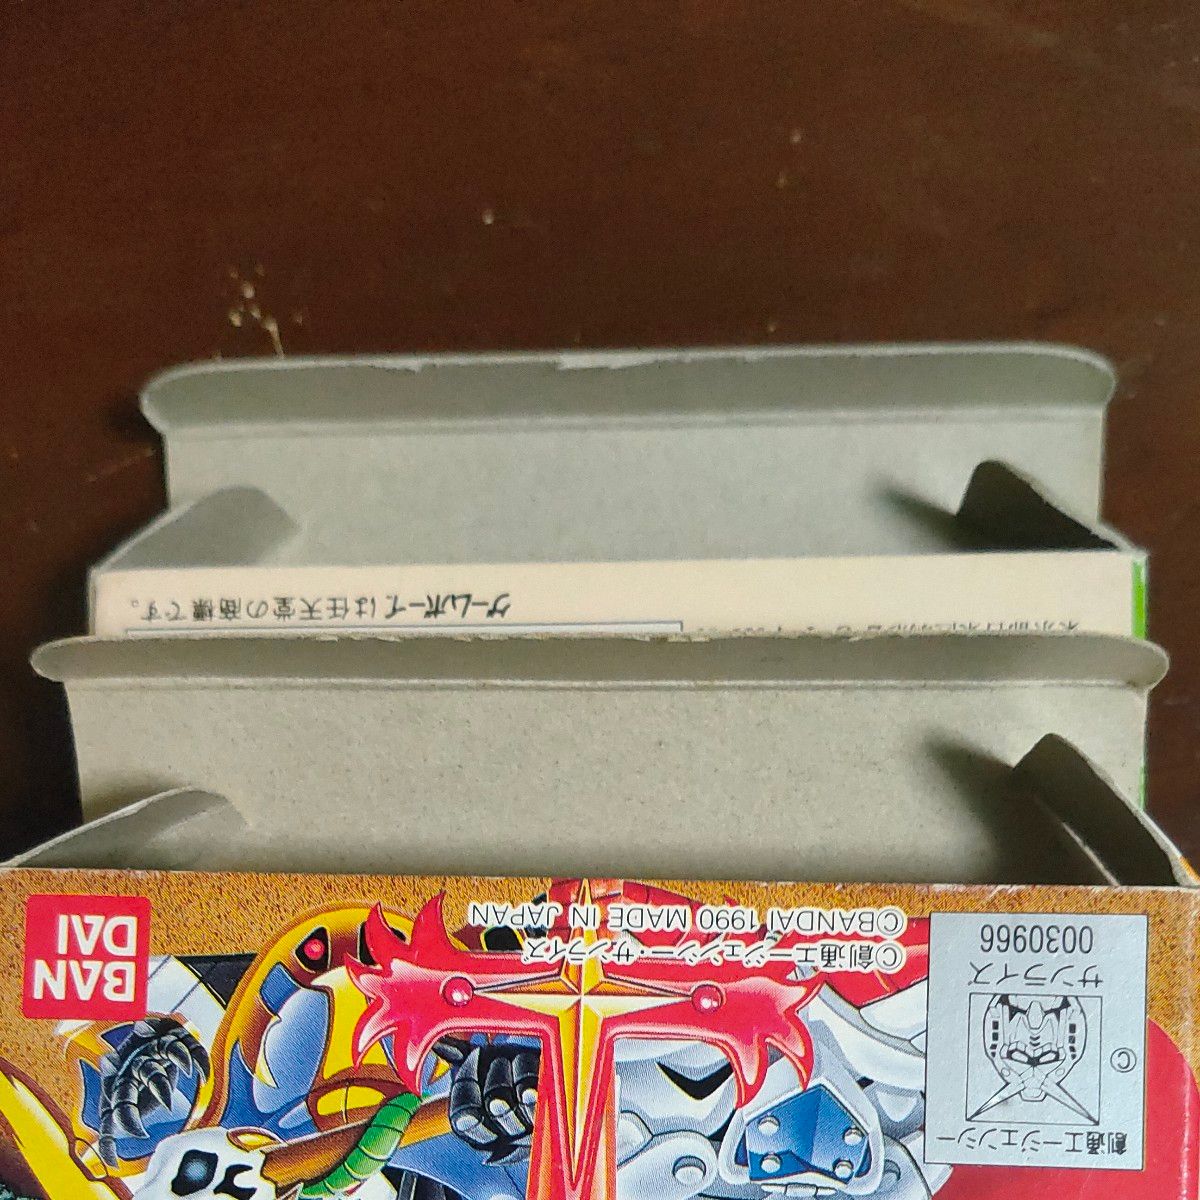 ゲームボーイは任天堂の商標です。
BAN
DAI
©創通エージェンシー・サンライズ
©BANDAI 1990 MADE IN JAPAN
創通エージェンシー
©
サンライズ
0030966